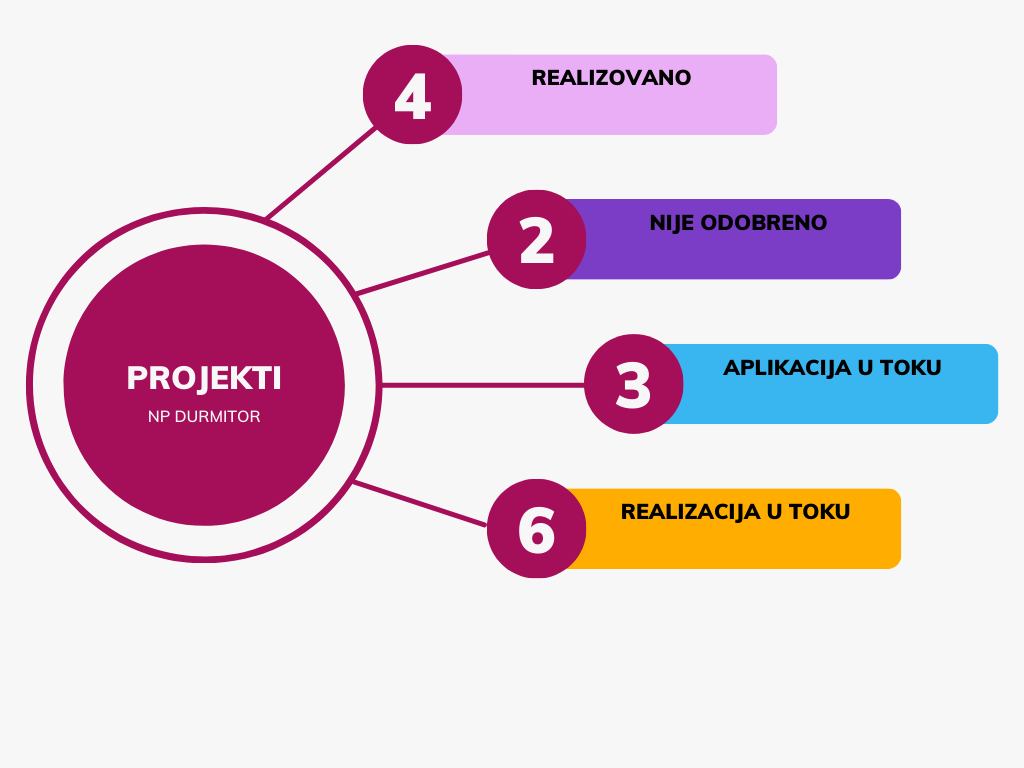 4
REALIZOVANO
2
NIJE ODOBRENO
3
APLIKACIJA U TOKU
PROJEKTI
NP DURMITOR
6
REALIZACIJA U TOKU